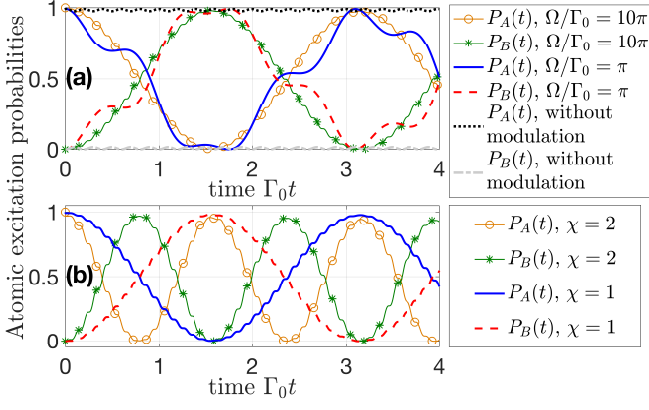 Atomic excitation probabilities
1
0.5
0
(a)
0 1 2 3 4
time Γ₀t
P_A(t), Ω/Γ₀ = 10π
P_B(t), Ω/Γ₀ = 10π
P_A(t), Ω/Γ₀ = π
P_B(t), Ω/Γ₀ = π
P_A(t), without
modulation
P_B(t), without
modulation
1
0.5
0
(b)
0 1 2 3 4
time Γ₀t
P_A(t), χ = 2
P_B(t), χ = 2
P_A(t), χ = 1
P_B(t), χ = 1